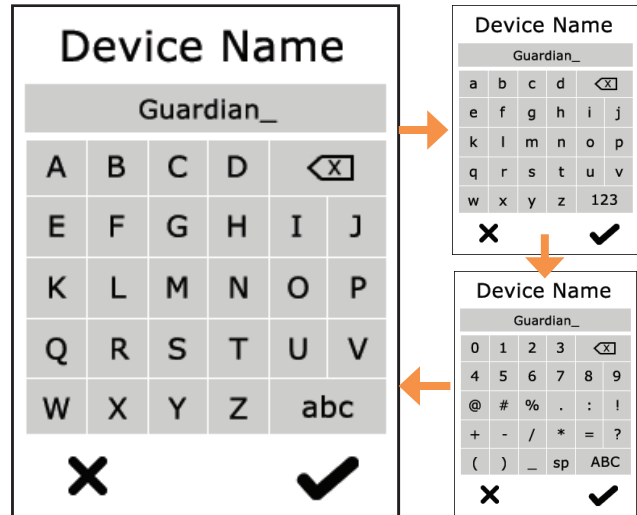 Device Name
Guardian_
A B C D X
E F G H I J
K L M N O P
Q R S T U V
W X Y Z abc
Device Name
Guardian_
a b c d X
e f g h i j
k l m n o p
q r s t u v
w x y z 123
Device Name
Guardian_
0 1 2 3 X
4 5 6 7 8 9
@ # % . : !
+ - / * = ?
( ) _ sp ABC